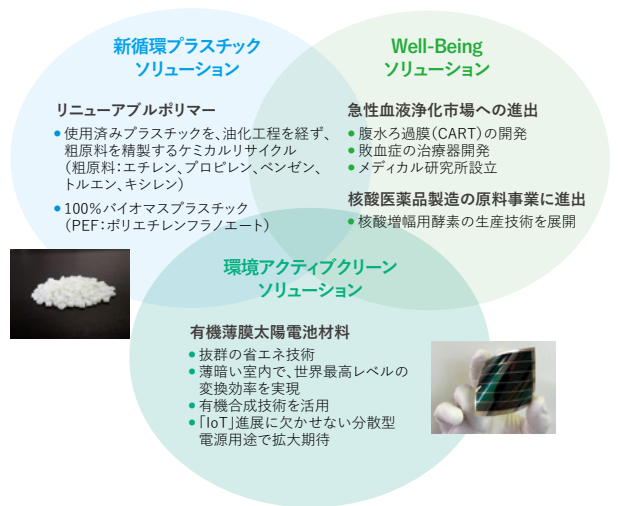 新循環プラスチック
ソリューション
リニューアブルポリマー
●使用済みプラスチックを、油化工程を経ず、
粗原料を精製するケミカルリサイクル
（粗原料：エチレン、プロピレン、ベンゼン、
トルエン、キシレン）
●100％バイオマスプラスチック
（PEF：ポリエチレンフラノエート）
Well-Being
ソリューション
急性血液浄化市場への進出
●腹水ろ過膜（CART）の開発
●敗血症の治療器開発
●メディカル研究所設立
核酸医薬品製造の原料事業に進出
●核酸増幅用酵素の生産技術を展開
環境アクティブクリーン
ソリューション
有機薄膜太陽電池材料
●抜群の省エネ技術
●薄暗い室内で、世界最高レベルの
変換効率を実現
●有機合成技術を活用
●「IoT」進展に欠かせない分散型
電源用途で拡大期待